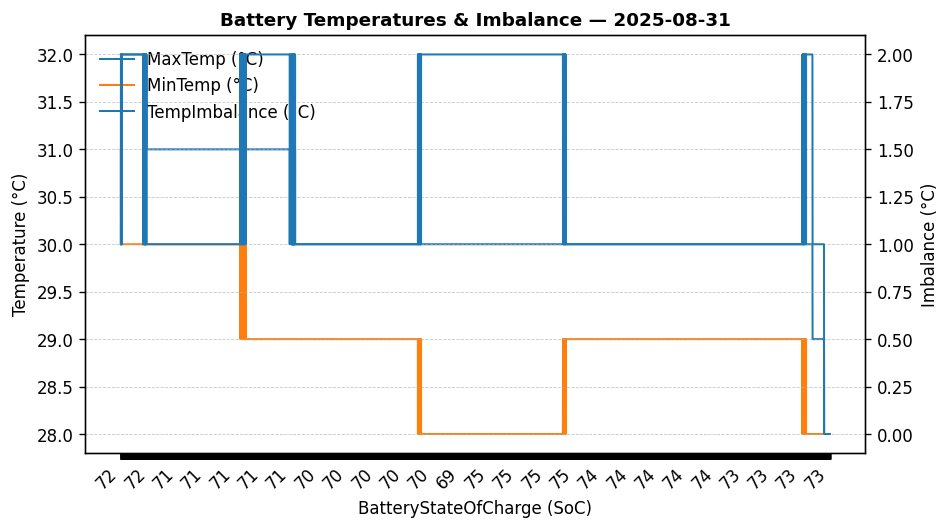 Battery Temperatures & Imbalance — 2025-08-31
MaxTemp (°C)
MinTemp (°C)
TempImbalance (°C)
Temperature (°C)
32.0
31.5
31.0
30.5
30.0
29.5
29.0
28.5
28.0
2.00
1.75
1.50
1.25
1.00
0.75
0.50
0.25
0.00
Imbalance (°C)
72 72 71 71 71 71 71 70 70 70 70 70 69 75 75 75 75 74 74 74 74 74 73 73 73 73
BatteryStateOfCharge (SoC)